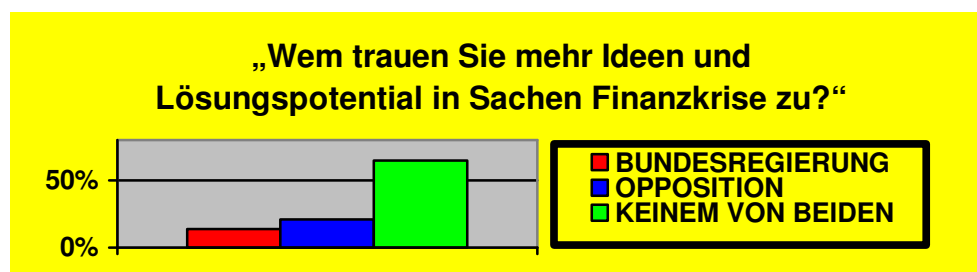 „Wem trauen Sie mehr Ideen und
Lösungspotential in Sachen Finanzkrise zu?“
50%
0%
BUNDESREGIERUNG
OPPOSITION
KEINEM VON BEIDEN